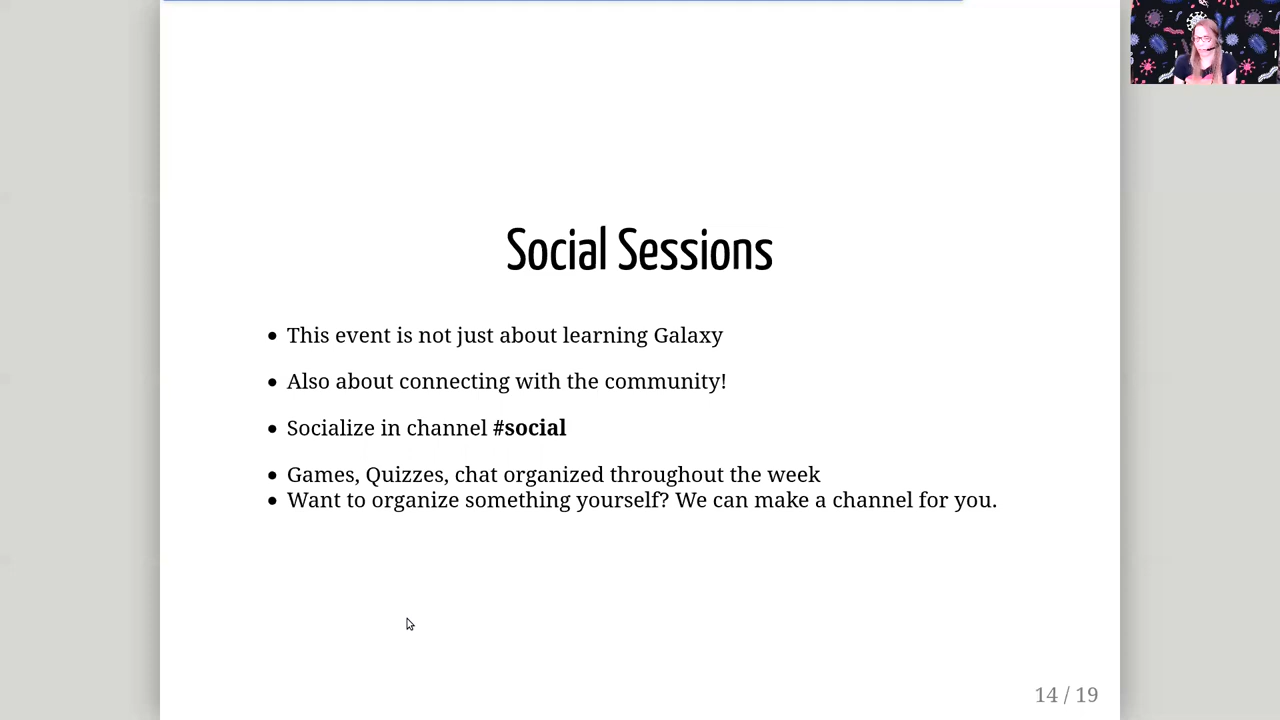 Social Sessions
This event is not just about learning Galaxy
Also about connecting with the community!
Socialize in channel #social
Games, Quizzes, chat organized throughout the week
Want to organize something yourself? We can make a channel for you.
14 / 19